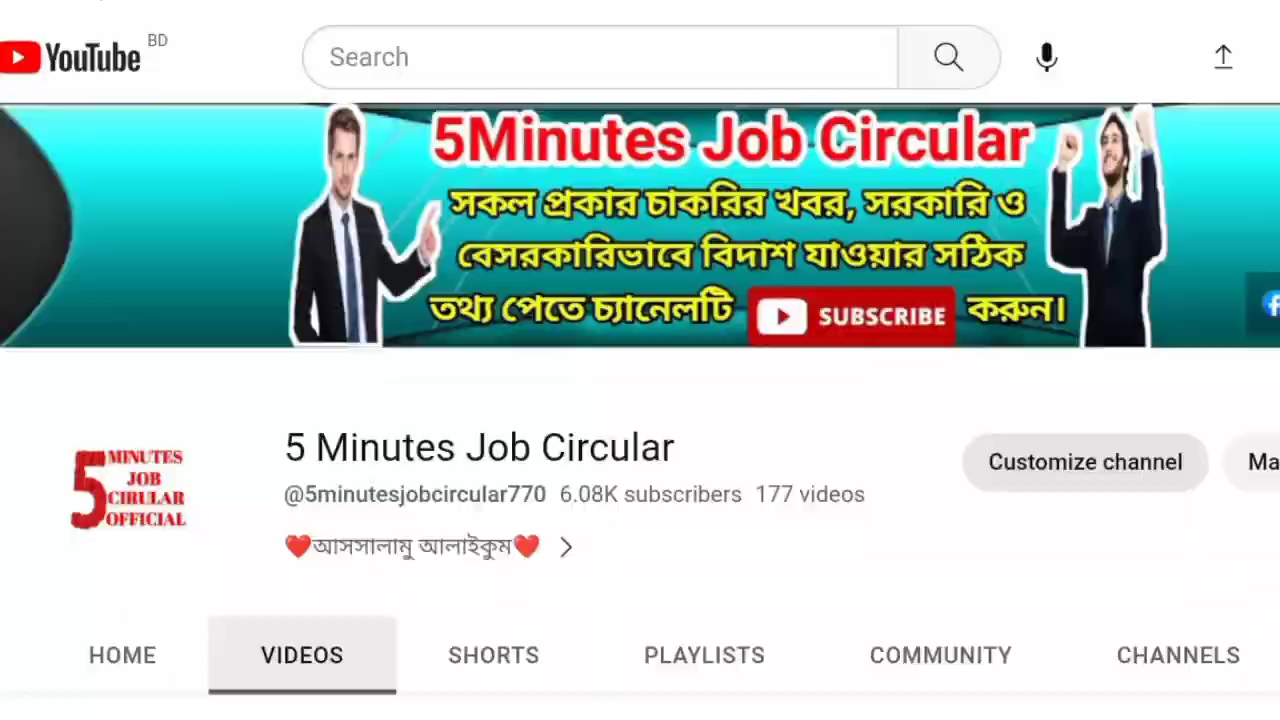 YouTube BD
Search
5Minutes Job Circular
সকল প্রকার চাকরির খবর, সরকারি ও
বেসরকারিভাবে বিদাশ যাওয়ার সঠিক
তথ্য পেতে চ্যানেলটি SUBSCRIBE করুন।
5 MINUTES
JOB
CIRULAR
OFFICIAL
5 Minutes Job Circular
@5minutesjobcircular770 6.08K subscribers 177 videos
❤️আসসালামু আলাইকুম❤️
Customize channel
Ma
HOME VIDEOS SHORTS PLAYLISTS COMMUNITY CHANNELS